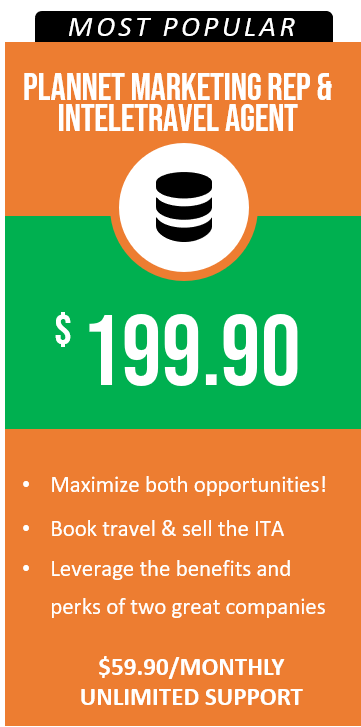 MOST POPULAR
PLANNET MARKETING REP &
INTELETRAVEL AGENT
$ 199.90
• Maximize both opportunities!
• Book travel & sell the ITA
• Leverage the benefits and
perks of two great companies
$59.90/MONTHLY
UNLIMITED SUPPORT